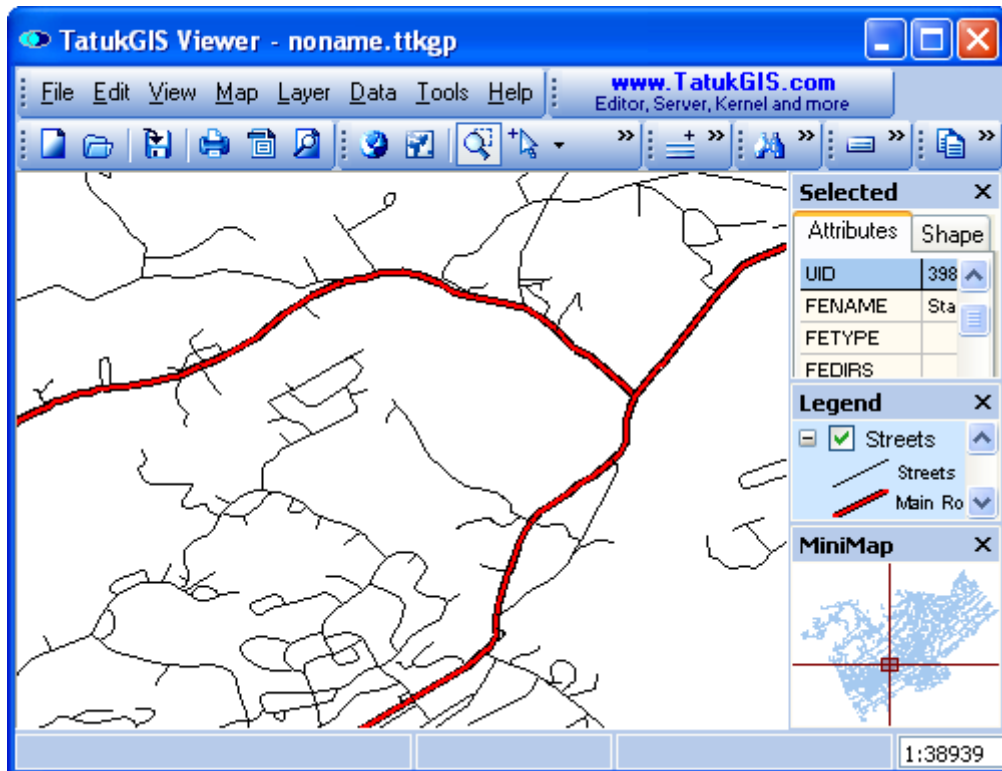 TatukGIS Viewer - noname.ttkgp
File Edit View Map Layer Data Tools Help
www.TatukGIS.com
Editor, Server, Kernel and more
Selected
Attributes Shape
UID 398
FENAME Sta
FETYPE
FEDIRS
Legend
Streets
Streets
Main Ro
MiniMap
1:38939